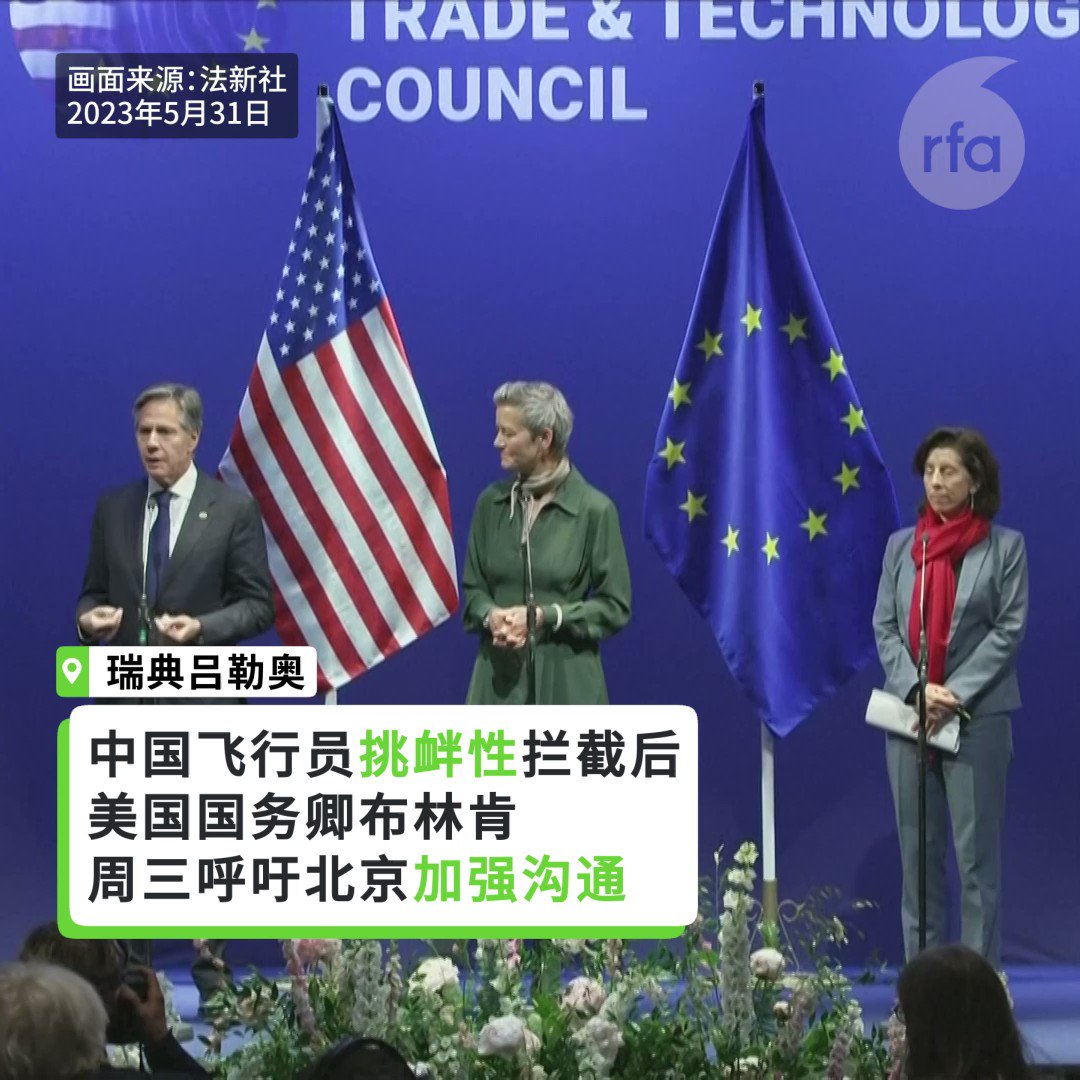 TRADE & TECHNOLOG
COUNCIL
画面来源：法新社
2023年5月31日
rfa
瑞典吕勒奥
中国飞行员挑衅性拦截后
美国国务卿布林肯
周三呼吁北京加强沟通